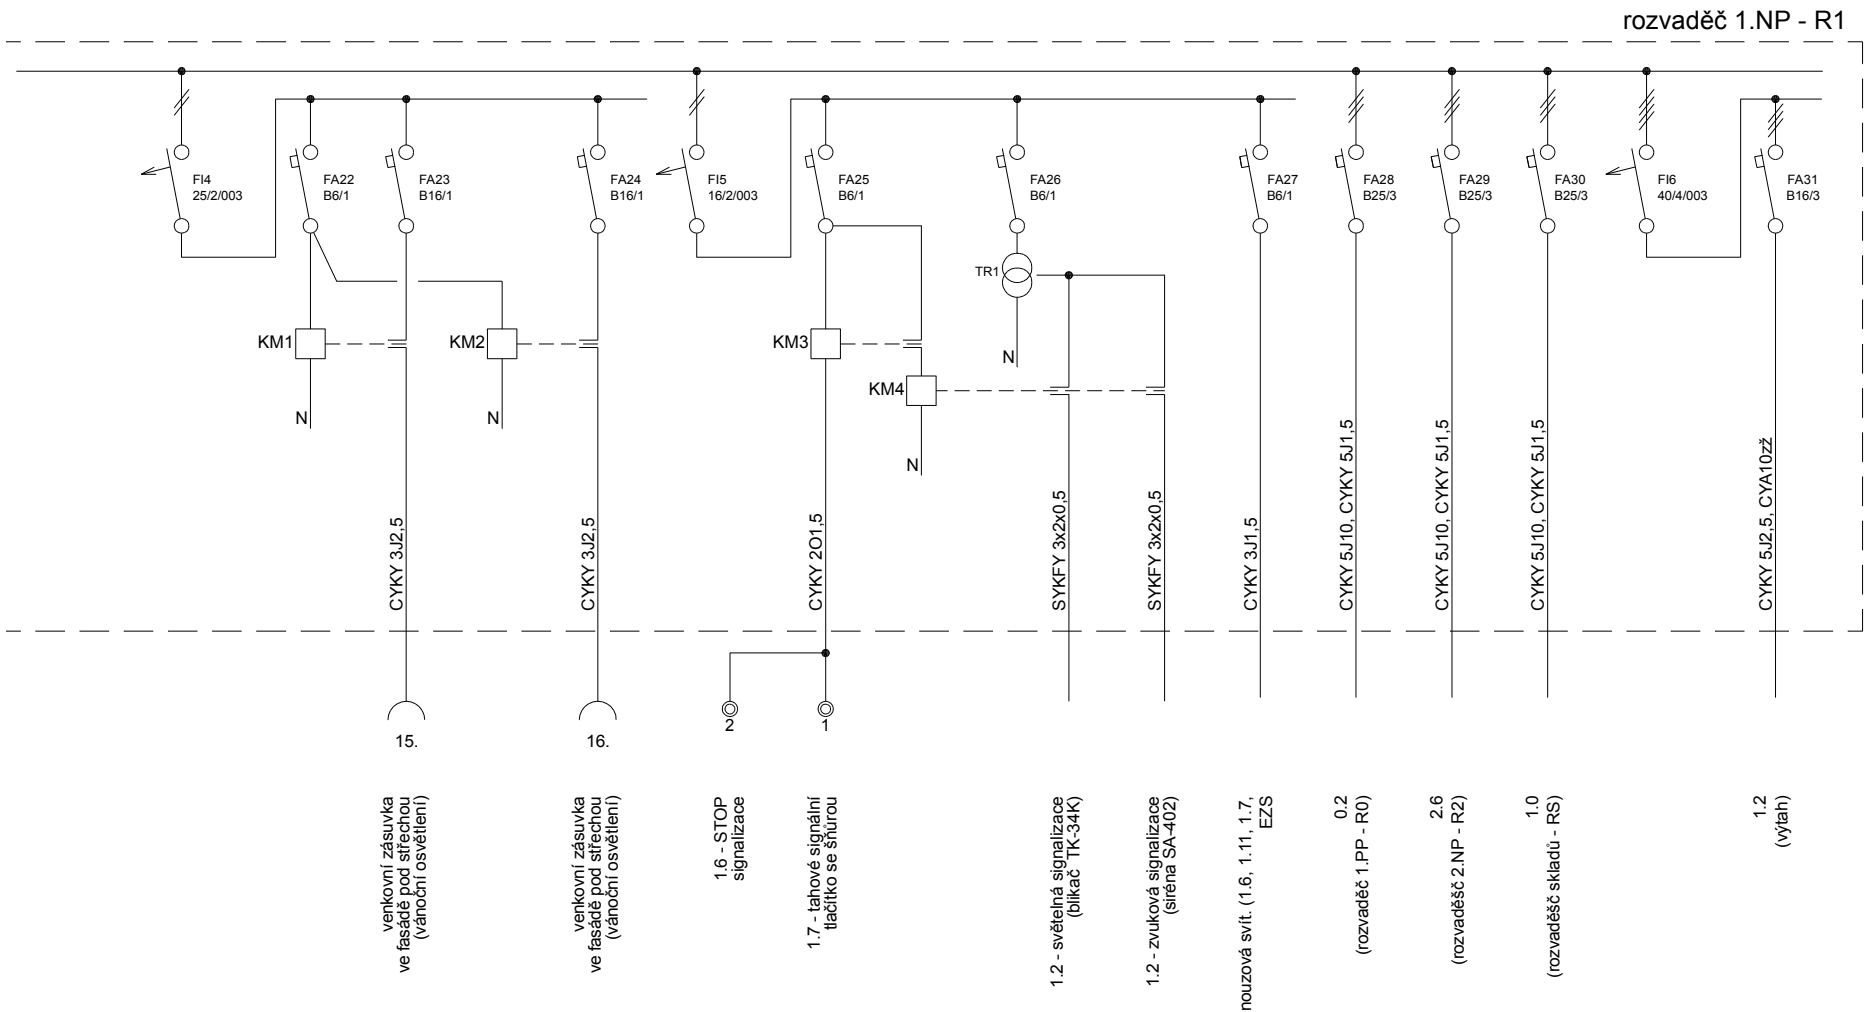 rozvaděč 1.NP - R1
FI4
25/2/003
FA22
B6/1
FA23
B16/1
FA24
B16/1
FI5
16/2/003
FA25
B6/1
FA26
B6/1
FA27
B6/1
FA28
B25/3
FA29
B25/3
FA30
B25/3
FI6
40/4/003
FA31
B16/3
TR1
KM1
KM2
KM3
N
KM4
N
N
N
CYKY 3J2,5
CYKY 3J2,5
CYKY 2O1,5
SYKFY 3x2x0,5
SYKFY 3x2x0,5
CYKY 3J1,5
CYKY 5J10, CYKY 5J1,5
CYKY 5J10, CYKY 5J1,5
CYKY 5J10, CYKY 5J1,5
CYKY 5J2,5, CYA10zž
15.
16.
2
1
venkovní zásuvka
ve fasádě pod střechou
(vánoční osvětlení)
venkovní zásuvka
ve fasádě pod střechou
(vánoční osvětlení)
1.6 - STOP
signalizace
1.7 - tahové signální
tlačítko se šňůrou
1.2 - světelná signalizace
(blikač TK-34K)
1.2 - zvuková signalizace
(siréna SA-402)
nouzová svít. (1.6, 1.11, 1.7,
EZS
0.2
(rozvaděč 1.PP - R0)
2.6
(rozvaděšč 2.NP - R2)
1.0
(rozvaděšč skladů - RS)
1.2
(výtah)